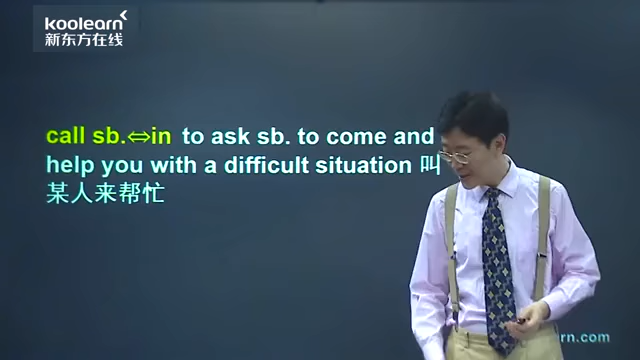 koolearn
新东方在线
call sb.⇔in to ask sb. to come and
help you with a difficult situation 叫
某人来帮忙
rn.com